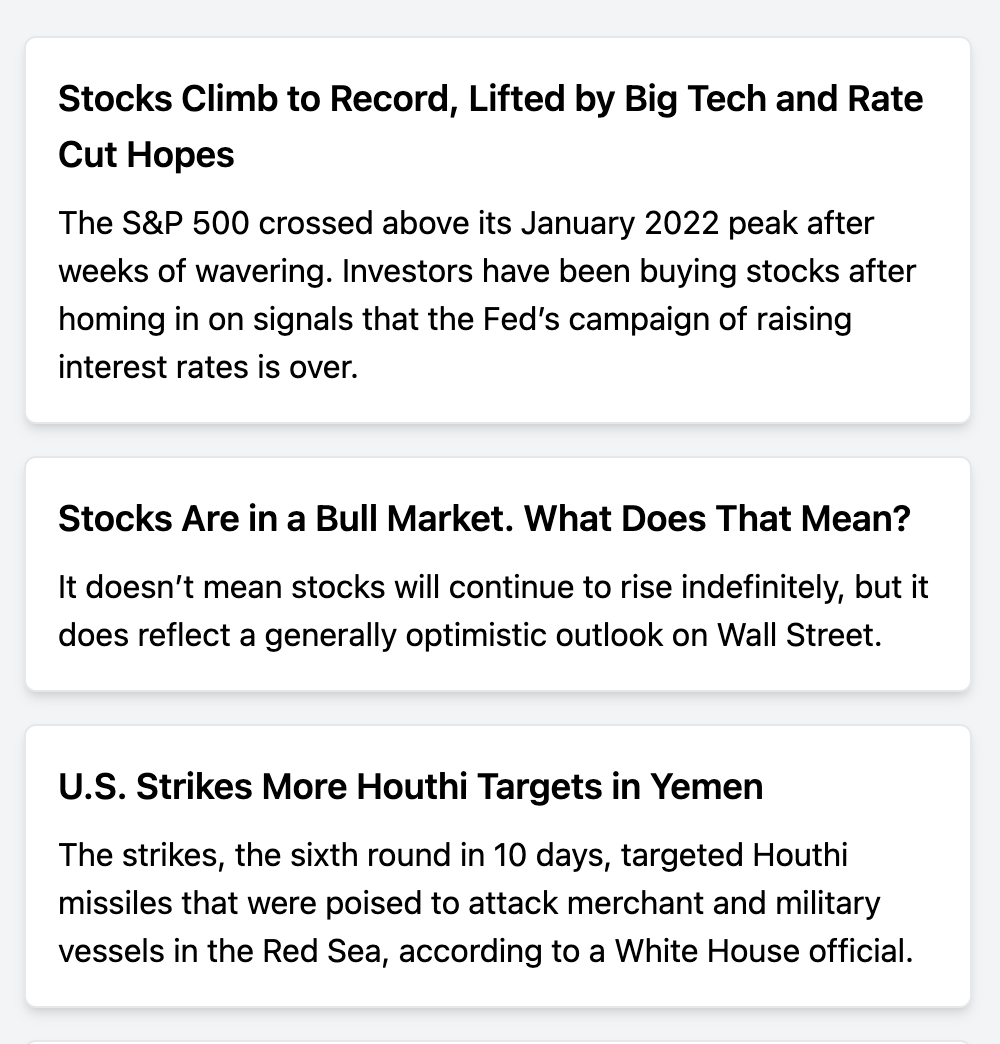 Stocks Climb to Record, Lifted by Big Tech and Rate
Cut Hopes
The S&P 500 crossed above its January 2022 peak after
weeks of wavering. Investors have been buying stocks after
homing in on signals that the Fed’s campaign of raising
interest rates is over.
Stocks Are in a Bull Market. What Does That Mean?
It doesn’t mean stocks will continue to rise indefinitely, but it
does reflect a generally optimistic outlook on Wall Street.
U.S. Strikes More Houthi Targets in Yemen
The strikes, the sixth round in 10 days, targeted Houthi
missiles that were poised to attack merchant and military
vessels in the Red Sea, according to a White House official.